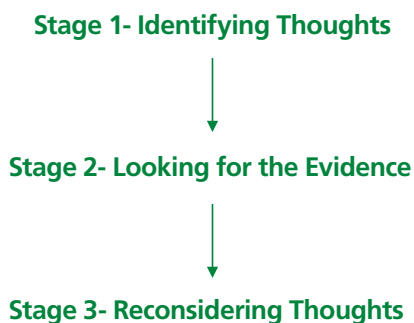 Stage 1- Identifying Thoughts
Stage 2- Looking for the Evidence
Stage 3- Reconsidering Thoughts